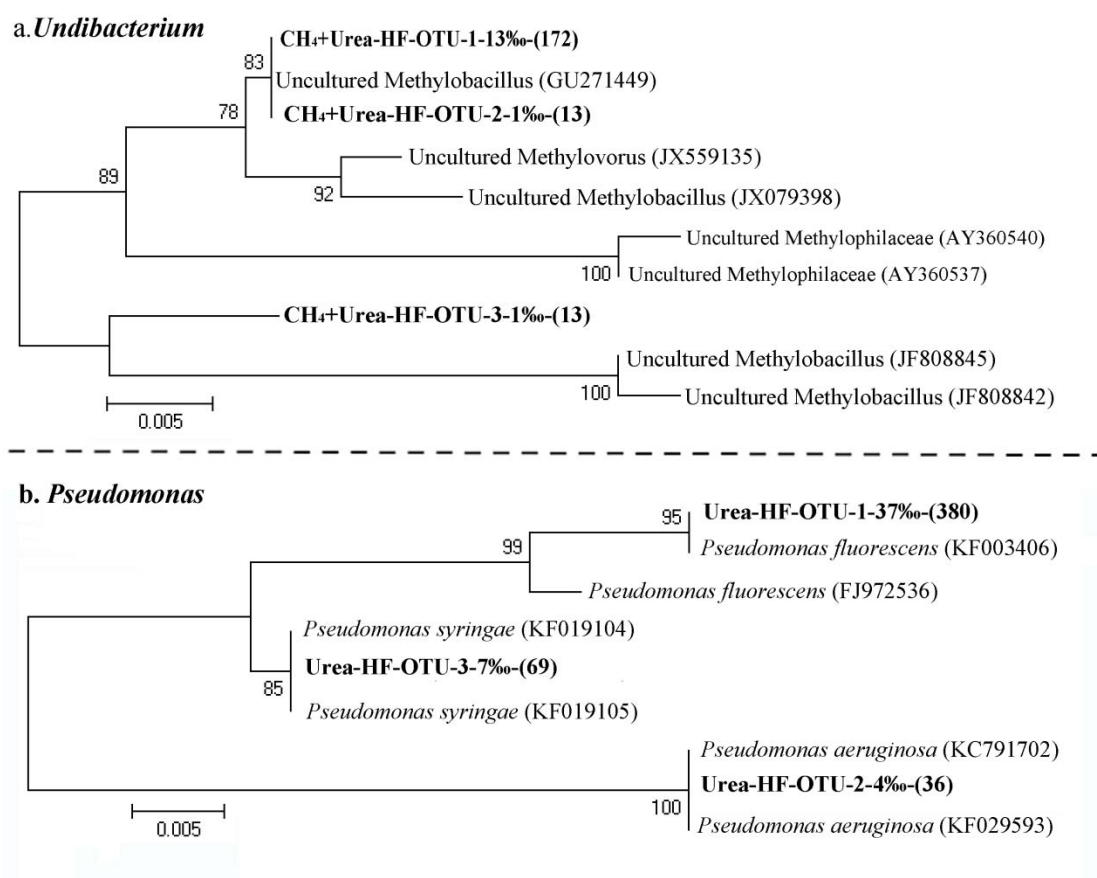 a.Undibacterium
CH₄+Urea-HF-OTU-1-13‰-(172)
83
Uncultured Methylobacillus (GU271449)
CH₄+Urea-HF-OTU-2-1‰-(13)
78
Uncultured Methylovorus (JX559135)
89
92
Uncultured Methylobacillus (JX079398)
Uncultured Methylophilaceae (AY360540)
100
Uncultured Methylophilaceae (AY360537)
CH₄+Urea-HF-OTU-3-1‰-(13)
Uncultured Methylobacillus (JF808845)
100
Uncultured Methylobacillus (JF808842)
0.005
b. Pseudomonas
Urea-HF-OTU-1-37‰-(380)
95
Pseudomonas fluorescens (KF003406)
99
Pseudomonas fluorescens (FJ972536)
Pseudomonas syringae (KF019104)
Urea-HF-OTU-3-7‰-(69)
85
Pseudomonas syringae (KF019105)
Pseudomonas aeruginosa (KC791702)
Urea-HF-OTU-2-4‰-(36)
100
Pseudomonas aeruginosa (KF029593)
0.005